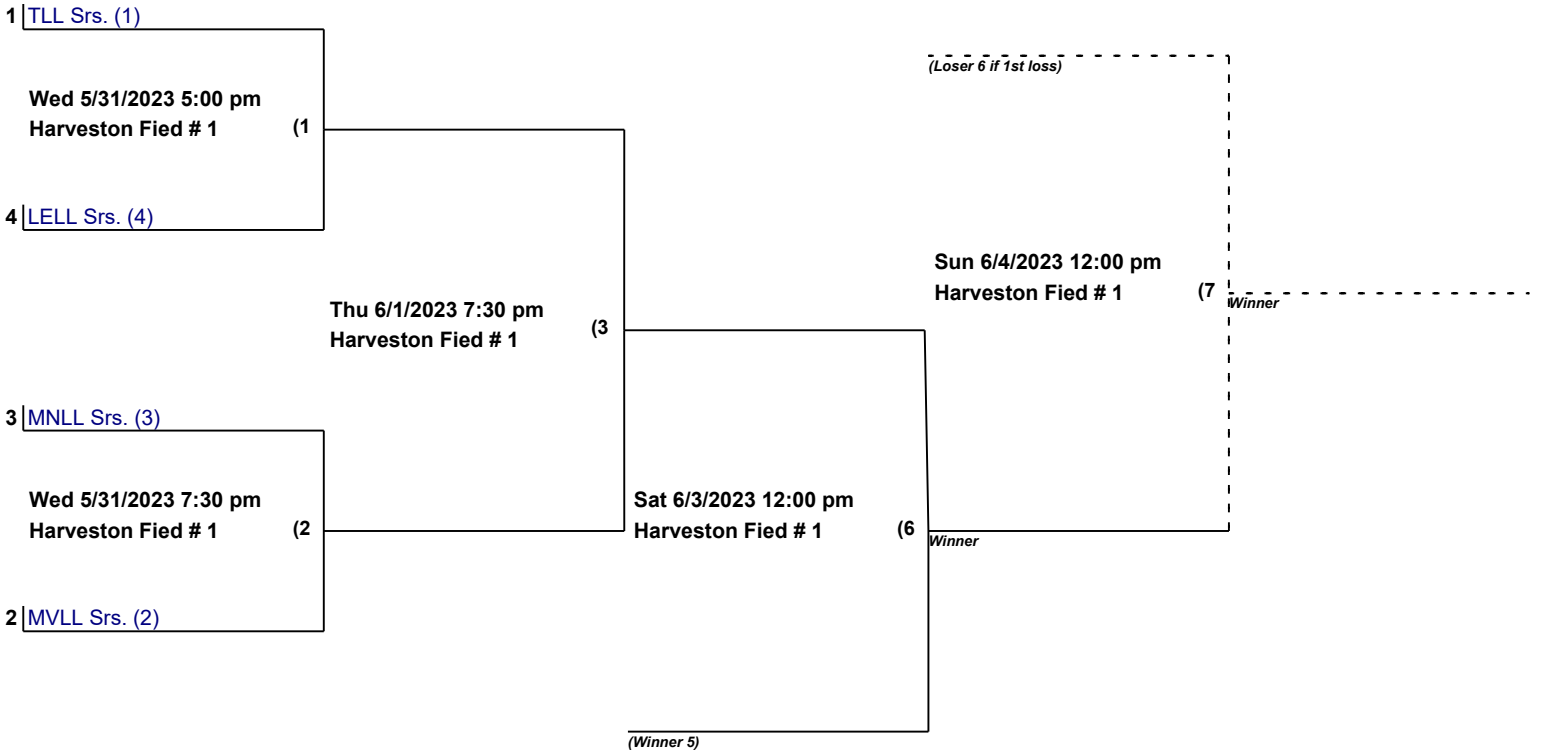 1 TLL Srs. (1)
Wed 5/31/2023 5:00 pm
Harveston Fied # 1 (1
4 LELL Srs. (4)
Thu 6/1/2023 7:30 pm
Harveston Fied # 1 (3
3 MNLL Srs. (3)
Wed 5/31/2023 7:30 pm
Harveston Fied # 1 (2
2 MVLL Srs. (2)
Sat 6/3/2023 12:00 pm
Harveston Fied # 1 (6
Winner
(Winner 5)
(Loser 6 if 1st loss)
Sun 6/4/2023 12:00 pm
Harveston Fied # 1 (7
Winner